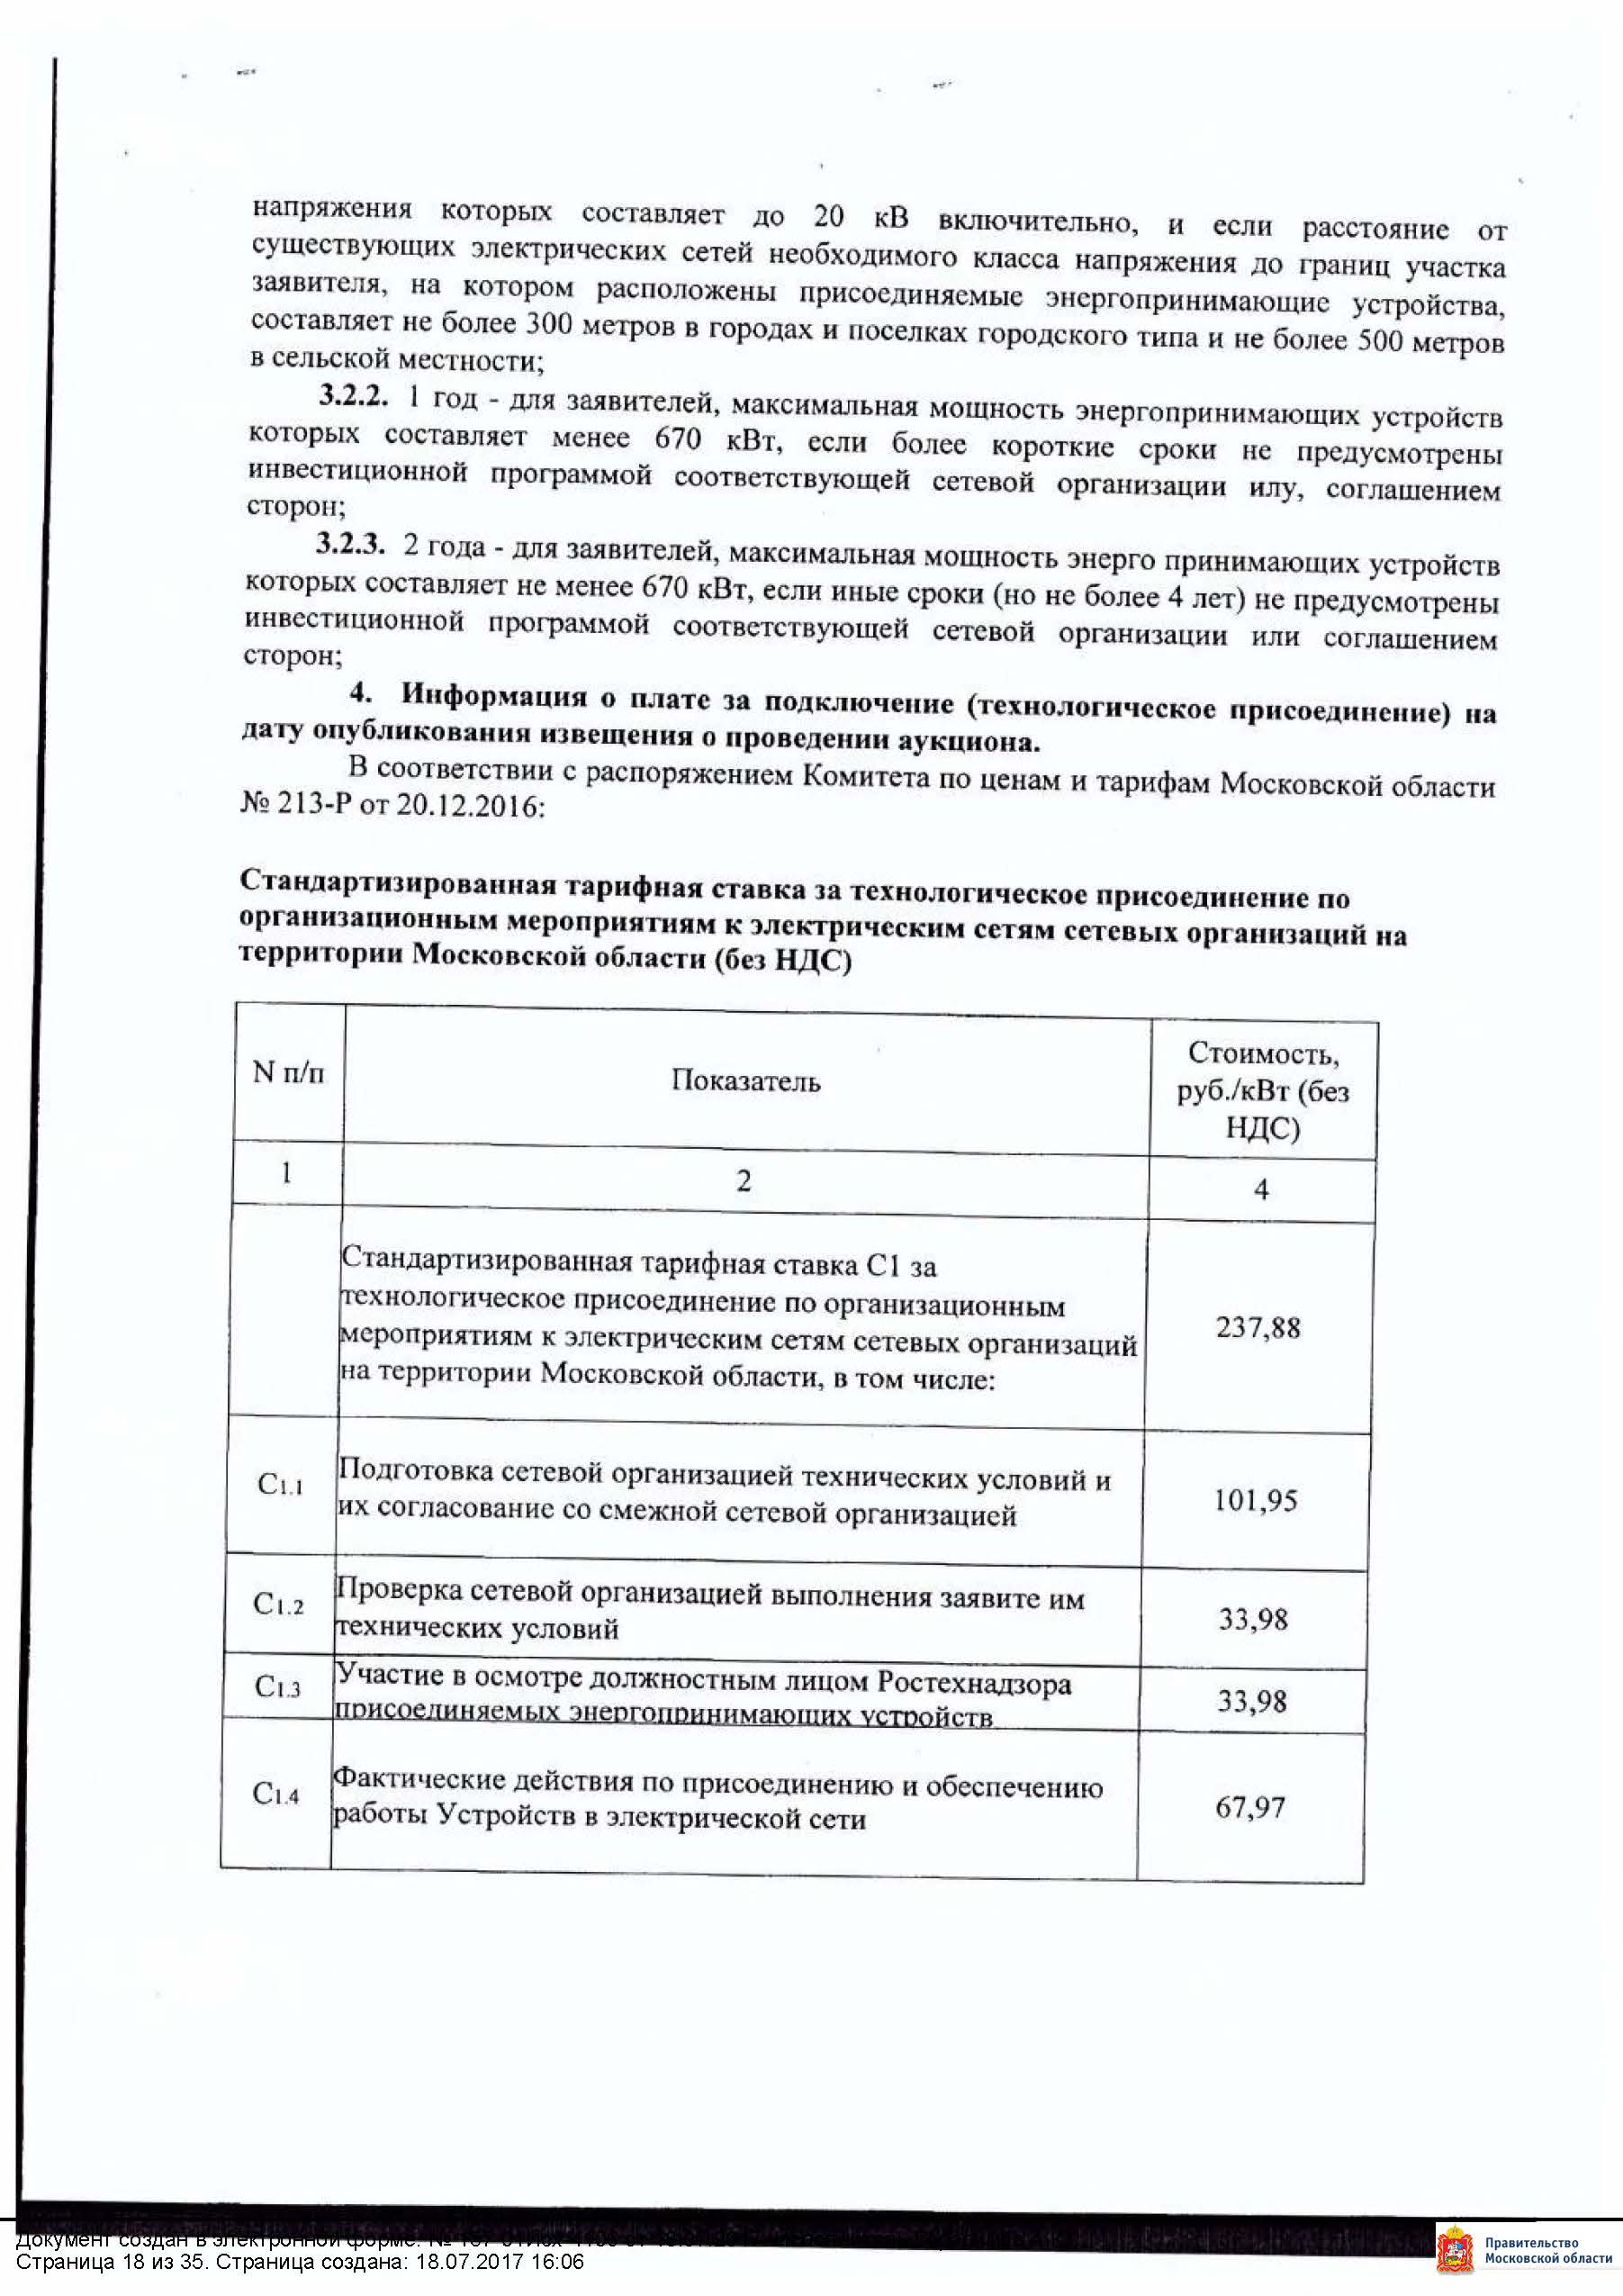 напряжения которых составляет до 20 кВ включительно, и если расстояние от
существующих электрических сетей необходимого класса напряжения до границ участка
заявителя, на котором расположены присоединяемые энергопринимающие устройства,
составляет не более 300 метров в городах и поселках городского типа и не более 500 метров
в сельской местности;
3.2.2. 1 год - для заявителей, максимальная мощность энергопринимающих устройств
которых составляет менее 670 кВт, если более короткие сроки не предусмотрены
инвестиционной программой соответствующей сетевой организации илу, соглашением
сторон;
3.2.3. 2 года - для заявителей, максимальная мощность энерго принимающих устройств
которых составляет не менее 670 кВт, если иные сроки (но не более 4 лет) не предусмотрены
инвестиционной программой соответствующей сетевой организации или соглашением
сторон;
4. Информация о плате за подключение (технологическое присоединение) на
дату опубликования извещения о проведении аукциона.
В соответствии с распоряжением Комитета по ценам и тарифам Московской области
№ 213-Р от 20.12.2016:
Стандартизированная тарифная ставка за технологическое присоединение по
организационным мероприятиям к электрическим сетям сетевых организаций на
территории Московской области (без НДС)
N п/п
Показатель
Стоимость,
руб./кВт (без
НДС)
1
2
4
Стандартизированная тарифная ставка С1 за
технологическое присоединение по организационным
мероприятиям к электрическим сетям сетевых организаций
на территории Московской области, в том числе:
237,88
С1.1
Подготовка сетевой организацией технических условий и
их согласование со смежной сетевой организацией
101,95
С1.2
Проверка сетевой организацией выполнения заявите им
технических условий
33,98
С1.3
Участие в осмотре должностным лицом Ростехнадзора
присоединяемых энергопринимающих устройств
33,98
С1.4
Фактические действия по присоединению и обеспечению
работы Устройств в электрической сети
67,97
Документ создан в электронной форме. №
Страница 18 из 35. Страница создана: 18.07.2017 16:06
Правительство
Московской области